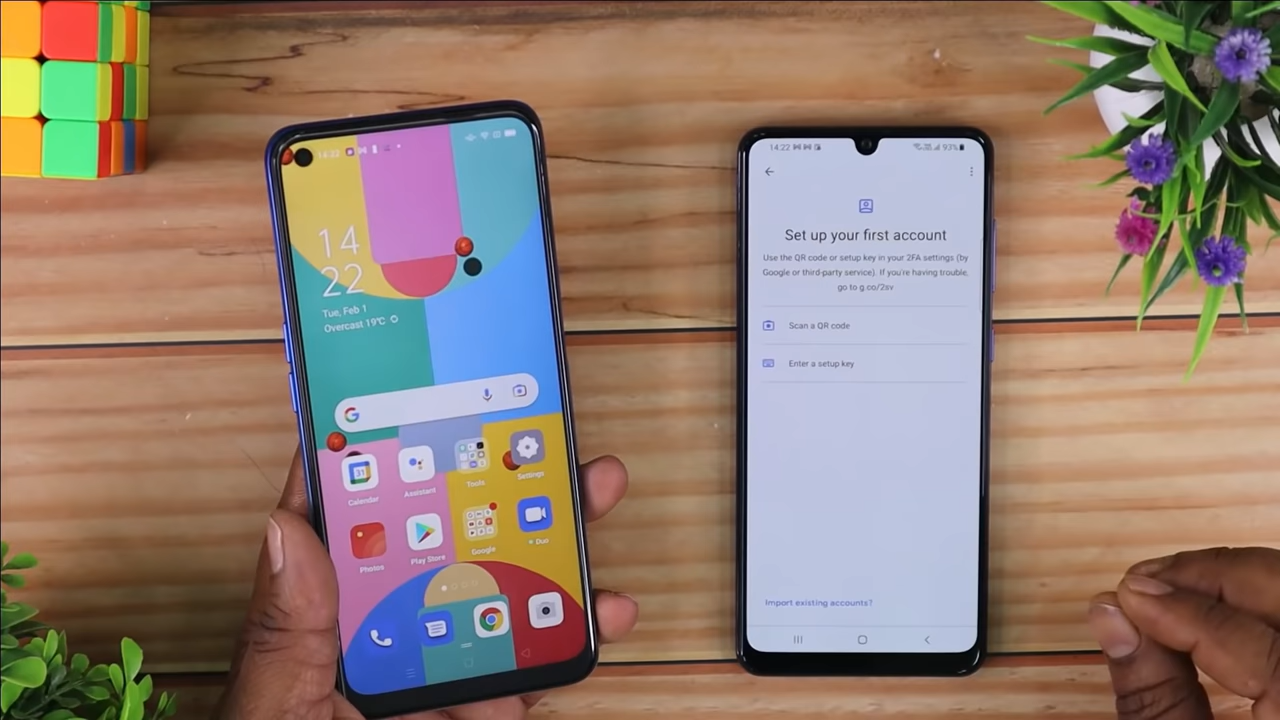 14:22
14
22
Tue, Feb 1
Overcast 19°C
G
31
Calendar
Assistant
Tools
Settings
Photos
Play Store
Google
Duo
14:22
93%
Set up your first account
Use the QR code or setup key in your 2FA settings (by
Google or third-party service). If you're having trouble,
go to g.co/2sv
Scan a QR code
Enter a setup key
Import existing accounts?